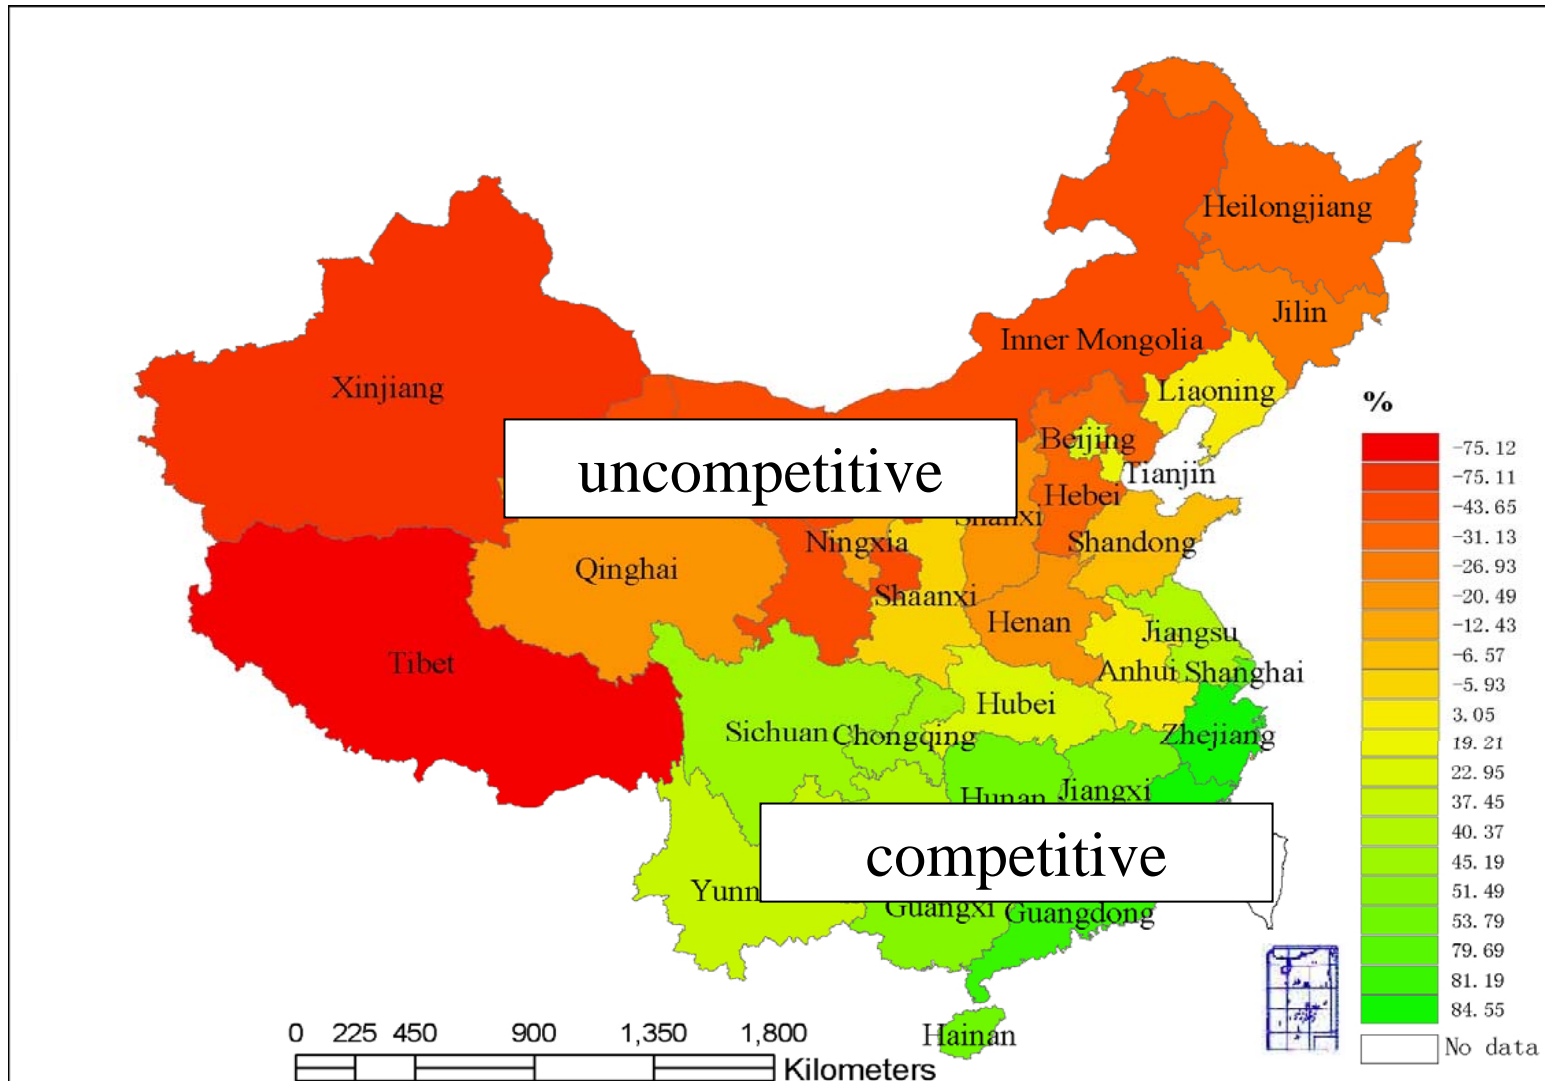 Heilongjiang
Jilin
Inner Mongolia
Liaoning
Xinjiang
%
Beijing
uncompetitive
Tianjin
Hebei
Shanxi
Ningxia
Shandong
Qinghai
Shaanxi
Henan
Jiangsu
Tibet
Anhui
Shanghai
Hubei
Sichuan
Chongqing
Zhejiang
Hunan
Jiangxi
competitive
Yunn
Guangxi
Guangdong
Hainan
-75.12
-75.11
-43.65
-31.13
-26.93
-20.49
-12.43
-6.57
-5.93
3.05
19.21
22.95
37.45
40.37
45.19
51.49
53.79
79.69
81.19
84.55
No data
0 225 450 900 1,350 1,800
Kilometers